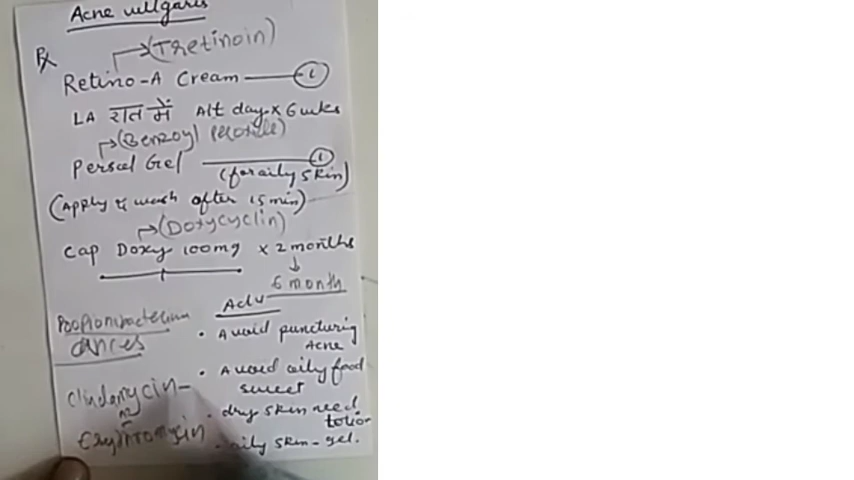 Acne vulgaris
Rx
(Tretinoin)
Retino-A Cream ——— (1)
LA रात में Alt day x 6 wks
(Benzoyl
Persol Gel ——— (1)
(for oily skin)
(Apply & wash after 15 min)
(Doxycyclin)
Cap Doxy 100mg x 2 months
6 month
Adv
Propionibacterium
acnes
• Avoid puncturing
Acne
• Avoid oily food
sweet
Clindamycin -
• dry skin need
lotion
Erythromycin
• oily skin - gel.